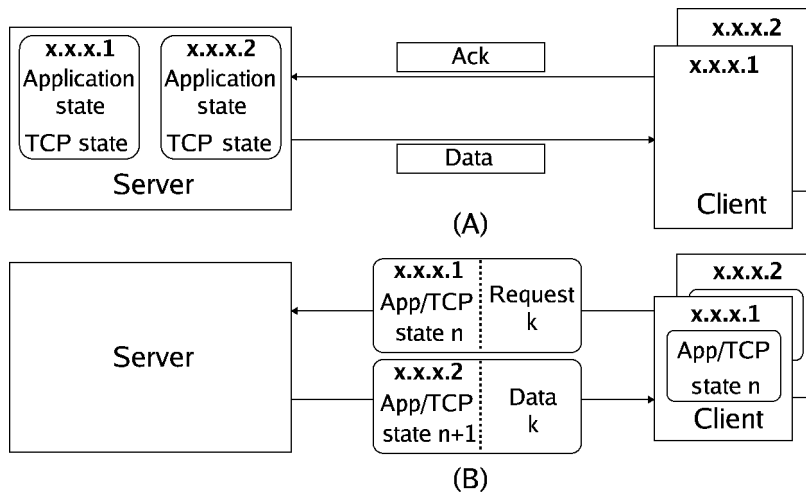 x.x.x.1
Application
state
TCP state
x.x.x.2
Application
state
TCP state
Server
Ack
Data
x.x.x.2
x.x.x.1
Client
(A)
Server
x.x.x.1
App/TCP
state n
Request
k
x.x.x.2
App/TCP
state n+1
Data
k
x.x.x.2
x.x.x.1
App/TCP
state n
Client
(B)